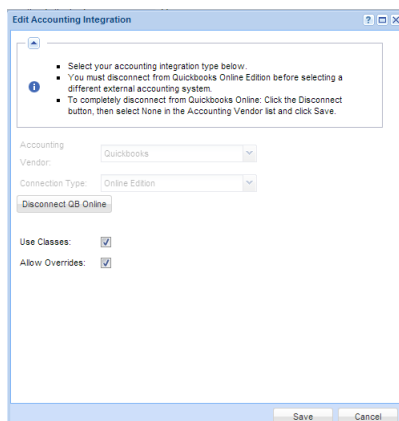 Edit Accounting Integration
Select your accounting integration type below.
You must disconnect from Quickbooks Online Edition before selecting a
different external accounting system.
To completely disconnect from Quickbooks Online: Click the Disconnect
button, then select None in the Accounting Vendor list and click Save.
Accounting
Vendor:
Quickbooks
Connection Type:
Online Edition
Disconnect QB Online
Use Classes:
Allow Overrides:
Save
Cancel